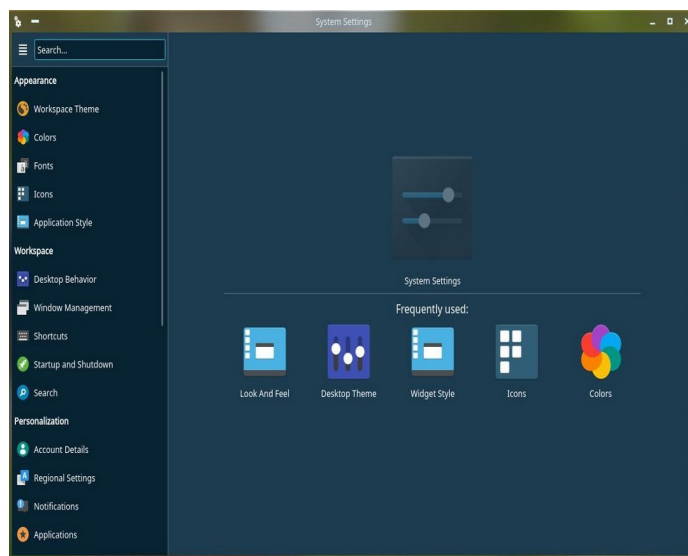 System Settings
Search...
Appearance
Workspace Theme
Colors
Fonts
Icons
Application Style
Workspace
Desktop Behavior
Window Management
Shortcuts
Startup and Shutdown
Search
Personalization
Account Details
Regional Settings
Notifications
Applications
System Settings
Frequently used:
Look And Feel
Desktop Theme
Widget Style
Icons
Colors